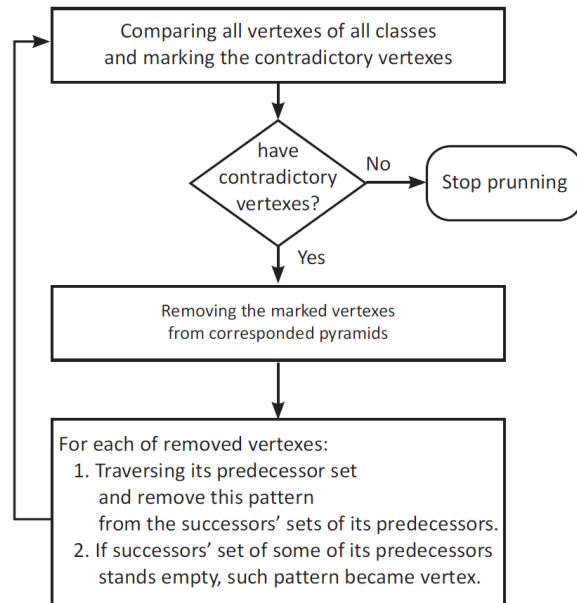 Comparing all vertexes of all classes
and marking the contradictory vertexes
have
contradictory
vertexes?
No
Stop prunning
Yes
Removing the marked vertexes
from corresponded pyramids
For each of removed vertexes:
1. Traversing its predecessor set
and remove this pattern
from the successors’ sets of its predecessors.
2. If successors’ set of some of its predecessors
stands empty, such pattern became vertex.